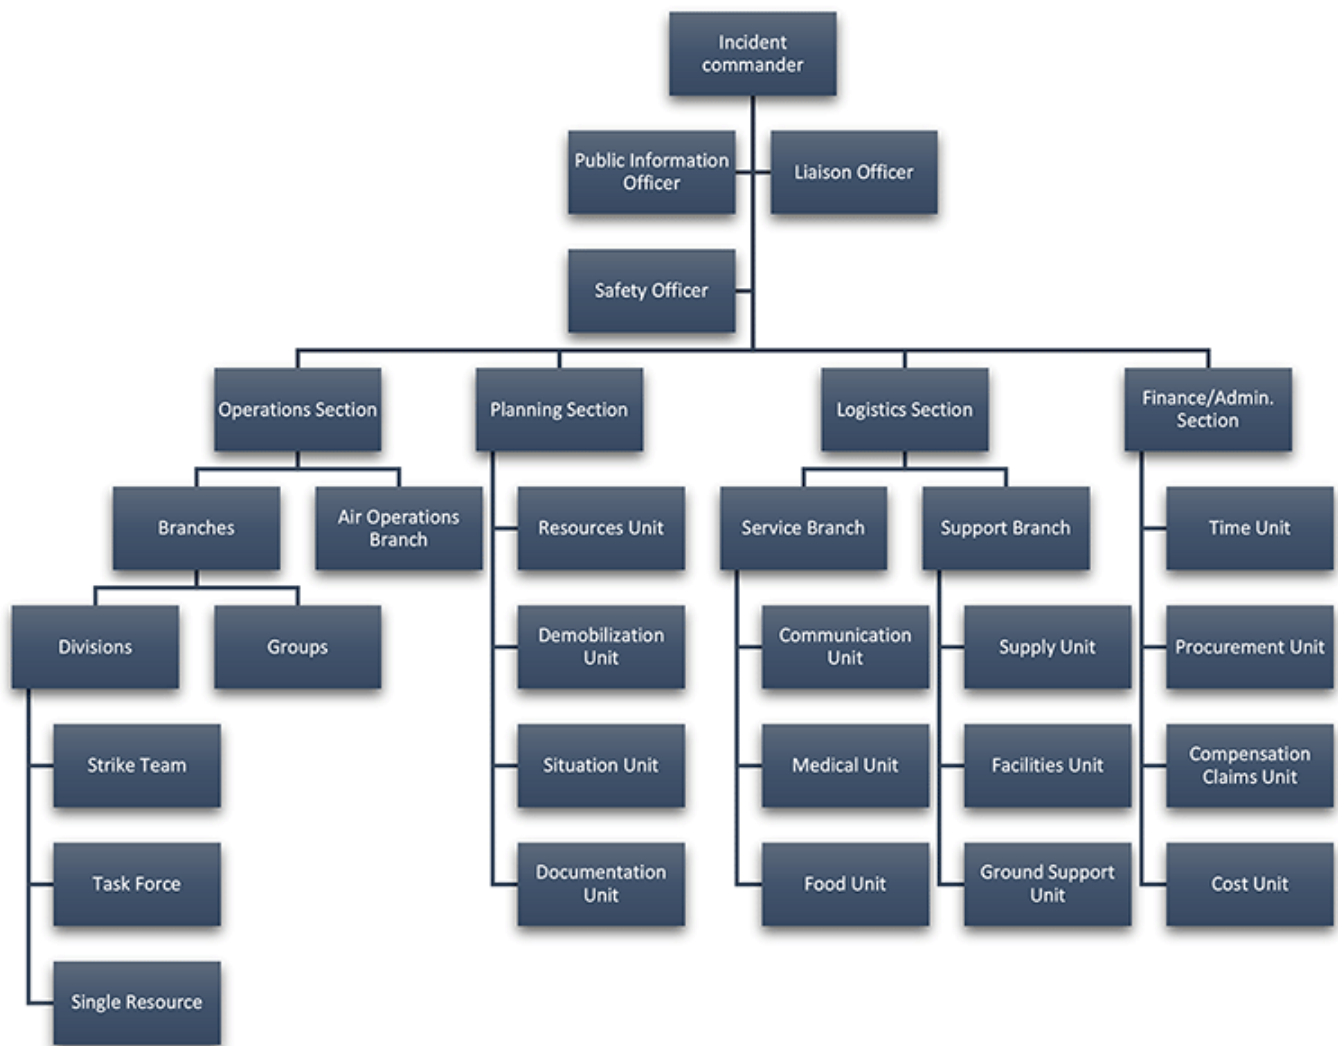 Incident
commander
Public Information
Officer
Liaison Officer
Safety Officer
Operations Section
Planning Section
Logistics Section
Finance/Admin.
Section
Branches
Air Operations
Branch
Resources Unit
Service Branch
Support Branch
Time Unit
Divisions
Groups
Demobilization
Unit
Communication
Unit
Supply Unit
Procurement Unit
Strike Team
Situation Unit
Medical Unit
Facilities Unit
Compensation
Claims Unit
Task Force
Documentation
Unit
Food Unit
Ground Support
Unit
Cost Unit
Single Resource